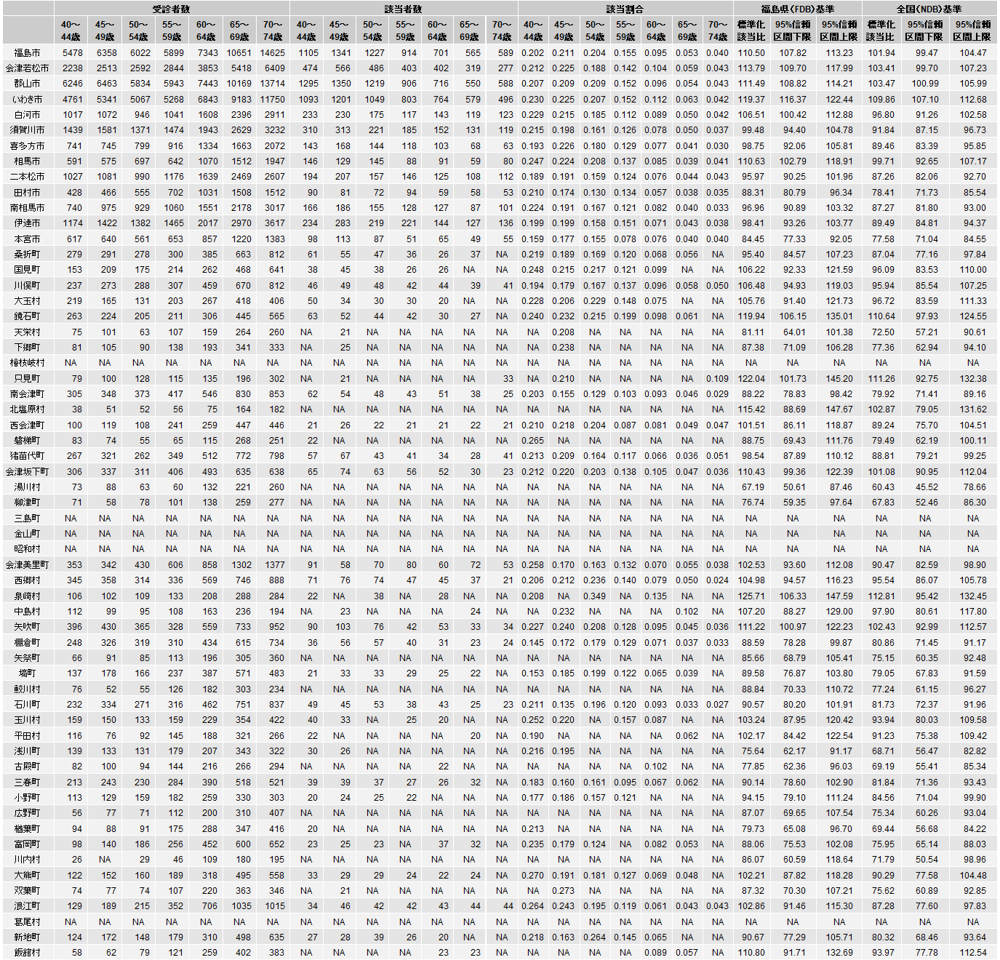 受診者数 該当者数 該当割合 福島県(FDB)基準 全国(NDB)基準
40～ 45～ 50～ 55～ 60～ 65～ 70～ 40～ 45～ 50～ 55～ 60～ 65～ 70～ 40～ 45～ 50～ 55～ 60～ 65～ 70～ 標準化 95%信頼 95%信頼 標準化 95%信頼 95%信頼
44歳 49歳 54歳 59歳 64歳 69歳 74歳 44歳 49歳 54歳 59歳 64歳 69歳 74歳 44歳 49歳 54歳 59歳 64歳 69歳 74歳 該当比 区間下限 区間上限 該当比 区間下限 区間上限
福島市 5478 6358 6022 5899 7343 10651 14625 1105 1341 1227 914 701 565 589 0.202 0.211 0.204 0.155 0.095 0.053 0.040 110.50 107.82 113.23 101.94 99.47 104.47
会津若松市 2238 2513 2592 2844 3853 5418 6409 474 566 486 403 402 319 277 0.212 0.225 0.188 0.142 0.104 0.059 0.043 113.79 109.70 117.99 103.41 99.70 107.23
郡山市 6246 6463 5834 5943 7443 10169 13714 1295 1350 1219 906 716 550 588 0.207 0.209 0.209 0.152 0.096 0.054 0.043 111.49 108.82 114.21 103.47 100.99 105.99
いわき市 4761 5341 5067 5268 6843 9183 11750 1093 1201 1049 803 764 579 496 0.230 0.225 0.207 0.152 0.112 0.063 0.042 119.37 116.37 122.44 109.86 107.10 112.68
白河市 1017 1072 946 1041 1608 2396 2911 233 230 175 117 143 119 123 0.229 0.215 0.185 0.112 0.089 0.050 0.042 106.51 100.42 112.88 96.80 91.26 102.58
須賀川市 1439 1581 1371 1474 1943 2629 3232 310 313 221 185 152 131 119 0.215 0.198 0.161 0.126 0.078 0.050 0.037 99.48 94.40 104.78 91.84 87.15 96.73
喜多方市 741 745 799 916 1334 1663 2072 143 168 144 118 103 68 63 0.193 0.226 0.180 0.129 0.077 0.041 0.030 98.75 92.06 105.81 89.46 83.39 95.85
相馬市 591 575 697 642 1070 1512 1947 146 129 145 88 91 59 80 0.247 0.224 0.208 0.137 0.085 0.039 0.041 110.63 102.79 118.91 99.71 92.65 107.17
二本松市 1027 1081 990 1176 1639 2469 2607 194 207 157 146 125 108 112 0.189 0.191 0.159 0.124 0.076 0.044 0.043 95.97 90.25 101.96 87.26 82.06 92.70
田村市 428 466 555 702 1031 1508 1512 90 81 72 94 59 58 53 0.210 0.174 0.130 0.134 0.057 0.038 0.035 88.31 80.79 96.34 78.41 71.73 85.54
南相馬市 740 975 929 1060 1551 2178 3017 166 186 155 128 127 87 101 0.224 0.191 0.167 0.121 0.082 0.040 0.033 96.96 90.89 103.32 87.27 81.80 93.00
伊達市 1174 1422 1382 1465 2017 2970 3617 234 283 219 221 144 127 136 0.199 0.199 0.158 0.151 0.071 0.043 0.038 98.41 93.26 103.77 89.49 84.81 94.37
本宮市 617 640 561 653 857 1220 1383 98 113 87 51 65 49 55 0.159 0.177 0.155 0.078 0.076 0.040 0.040 84.45 77.33 92.05 77.58 71.04 84.55
桑折町 279 291 278 300 385 663 812 61 55 47 36 26 37 NA 0.219 0.189 0.169 0.120 0.068 0.056 NA 95.40 84.57 107.23 87.04 77.16 97.84
国見町 153 209 175 214 262 468 641 38 45 38 26 26 NA NA 0.248 0.215 0.217 0.121 0.099 NA NA 106.22 92.33 121.59 96.09 83.53 110.00
川俣町 237 273 288 307 459 670 812 46 49 48 42 44 39 41 0.194 0.179 0.167 0.137 0.096 0.058 0.050 106.48 94.93 119.03 95.94 85.54 107.25
大玉村 219 165 131 203 267 418 406 50 34 30 30 20 NA NA 0.228 0.206 0.229 0.148 0.075 NA NA 105.76 91.40 121.73 96.72 83.59 111.33
鏡石町 263 224 205 211 306 445 565 63 52 44 42 30 27 NA 0.240 0.232 0.215 0.199 0.098 0.061 NA 119.94 106.15 135.01 110.64 97.93 124.55
天栄村 75 101 63 107 159 264 260 NA 21 NA NA NA NA NA NA 0.208 NA NA NA NA NA 81.11 64.01 101.38 72.50 57.21 90.61
下郷町 81 105 90 138 193 341 333 NA 25 NA NA NA NA NA NA 0.238 NA NA NA NA NA 87.38 71.09 106.28 77.36 62.94 94.10
檜枝岐村 NA NA NA NA NA NA NA NA NA NA NA NA NA NA NA NA NA NA NA NA NA NA NA NA NA NA NA
只見町 79 100 128 115 135 196 302 NA 21 NA NA NA NA 33 NA 0.210 NA NA NA NA 0.109 122.04 101.73 145.20 111.26 92.75 132.38
南会津町 305 348 373 417 546 830 853 62 54 48 43 51 38 25 0.203 0.155 0.129 0.103 0.093 0.046 0.029 88.22 78.83 98.42 79.92 71.41 89.16
北塩原村 38 51 52 56 75 164 182 NA NA NA NA NA NA NA NA NA NA NA NA NA NA 115.42 88.69 147.67 102.87 79.05 131.62
西会津町 100 119 108 241 259 447 446 21 26 22 21 21 22 21 0.210 0.218 0.204 0.087 0.081 0.049 0.047 101.51 86.11 118.87 89.24 75.70 104.51
磐梯町 83 74 55 65 115 268 251 22 NA NA NA NA NA NA 0.265 NA NA NA NA NA NA 88.75 69.43 111.76 79.49 62.19 100.11
猪苗代町 267 321 262 349 512 772 798 57 67 43 41 34 28 41 0.213 0.209 0.164 0.117 0.066 0.036 0.051 98.54 87.89 110.12 88.81 79.21 99.25
会津坂下町 306 337 311 406 493 635 638 65 74 63 56 52 30 23 0.212 0.220 0.203 0.138 0.105 0.047 0.036 110.43 99.36 122.39 101.08 90.95 112.04
湯川村 73 88 63 60 132 221 260 NA NA NA NA NA NA NA NA NA NA NA NA NA NA 67.19 50.61 87.46 60.43 45.52 78.66
柳津町 71 58 78 101 138 259 277 NA NA NA NA NA NA NA NA NA NA NA NA NA NA 76.74 59.35 97.64 67.83 52.46 86.30
三島町 NA NA NA NA NA NA NA NA NA NA NA NA NA NA NA NA NA NA NA NA NA NA NA NA NA NA NA
金山町 NA NA NA NA NA NA NA NA NA NA NA NA NA NA NA NA NA NA NA NA NA NA NA NA NA NA NA
昭和村 NA NA NA NA NA NA NA NA NA NA NA NA NA NA NA NA NA NA NA NA NA NA NA NA NA NA NA
会津美里町 353 342 430 606 858 1302 1377 91 58 70 80 60 72 53 0.258 0.170 0.163 0.132 0.070 0.055 0.038 102.53 93.60 112.08 90.47 82.59 98.90
西郷村 345 358 314 336 569 746 888 71 76 74 47 45 37 21 0.206 0.212 0.236 0.140 0.079 0.050 0.024 104.98 94.57 116.23 95.54 86.07 105.78
泉崎村 106 102 109 133 208 288 284 22 NA 38 NA 28 NA NA 0.208 NA 0.349 NA 0.135 NA NA 125.71 106.33 147.59 112.81 95.42 132.45
中島村 112 99 95 108 163 236 194 NA 23 NA NA NA 24 NA NA 0.232 NA NA NA 0.102 NA 107.20 88.27 129.00 97.90 80.61 117.80
矢吹町 396 430 365 328 559 733 952 90 103 76 42 53 33 34 0.227 0.240 0.208 0.128 0.095 0.045 0.036 111.22 100.97 122.23 102.43 92.99 112.57
棚倉町 248 326 319 310 434 615 734 36 56 57 40 31 23 24 0.145 0.172 0.179 0.129 0.071 0.037 0.033 88.59 78.28 99.87 80.86 71.45 91.17
矢祭町 66 91 85 113 196 305 360 NA NA NA NA NA NA NA NA NA NA NA NA NA NA 85.66 68.79 105.41 75.15 60.35 92.48
塙町 137 178 166 237 387 571 483 21 33 33 29 25 22 NA 0.153 0.185 0.199 0.122 0.065 0.039 NA 89.58 76.87 103.80 79.05 67.83 91.59
鮫川村 76 52 55 126 182 303 234 NA NA NA NA NA NA NA NA NA NA NA NA NA NA 88.84 70.33 110.72 77.24 61.15 96.27
石川町 232 334 271 316 462 751 837 49 45 53 38 43 25 23 0.211 0.135 0.196 0.120 0.093 0.033 0.027 90.57 80.20 101.91 81.73 72.37 91.96
玉川村 159 150 133 159 229 354 422 40 33 NA 25 20 NA NA 0.252 0.220 NA 0.157 0.087 NA NA 103.24 87.95 120.42 93.94 80.03 109.58
平田村 116 76 92 145 188 321 266 22 NA NA NA NA 20 NA 0.190 NA NA NA NA 0.062 NA 102.17 84.42 122.54 91.23 75.38 109.42
浅川町 139 133 131 179 207 343 322 30 26 NA NA NA NA NA 0.216 0.195 NA NA NA NA NA 75.64 62.17 91.17 68.71 56.47 82.82
古殿町 82 100 94 144 216 266 294 NA NA NA NA 22 NA NA NA NA NA NA 0.102 NA NA 77.85 62.36 96.03 69.19 55.41 85.34
三春町 213 243 230 284 390 518 521 39 39 37 27 26 32 NA 0.183 0.160 0.161 0.095 0.067 0.062 NA 90.14 78.60 102.90 81.84 71.36 93.43
小野町 113 129 159 182 259 330 303 20 24 25 22 NA NA NA 0.177 0.186 0.157 0.121 NA NA NA 94.15 79.10 111.24 84.56 71.04 99.90
広野町 56 77 71 112 200 310 407 NA NA NA NA NA NA NA NA NA NA NA NA NA NA 87.07 69.65 107.54 75.34 60.26 93.04
楢葉町 94 88 91 175 288 347 416 20 NA NA NA NA NA NA 0.213 NA NA NA NA NA NA 79.73 65.08 96.70 69.44 56.68 84.22
富岡町 98 140 186 256 452 600 652 23 25 23 NA 37 32 NA 0.235 0.179 0.124 NA 0.082 0.053 NA 88.06 75.53 102.08 75.95 65.14 88.03
川内村 26 NA 29 46 109 180 195 NA NA NA NA NA NA NA NA NA NA NA NA NA NA 86.07 60.59 118.64 71.79 50.54 98.96
大熊町 122 152 160 189 318 495 558 33 29 29 24 22 24 NA 0.270 0.191 0.181 0.127 0.069 0.048 NA 102.21 87.82 118.28 90.29 77.58 104.48
双葉町 74 77 74 107 220 363 346 NA 21 NA NA NA NA NA NA 0.273 NA NA NA NA NA 87.32 70.30 107.21 75.62 60.89 92.85
浪江町 129 189 215 352 706 1035 1015 34 46 42 42 43 44 44 0.264 0.243 0.195 0.119 0.061 0.043 0.043 102.86 91.46 115.30 87.28 77.60 97.83
葛尾村 NA NA NA NA NA NA NA NA NA NA NA NA NA NA NA NA NA NA NA NA NA NA NA NA NA NA NA
新地町 124 172 148 179 310 498 635 27 28 39 26 20 NA NA 0.218 0.163 0.264 0.145 0.065 NA NA 90.67 77.29 105.71 80.32 68.46 93.64
飯舘村 58 62 79 121 259 402 383 NA NA NA NA 23 23 NA NA NA NA NA 0.089 0.057 NA 110.80 91.71 132.69 93.97 77.78 112.54